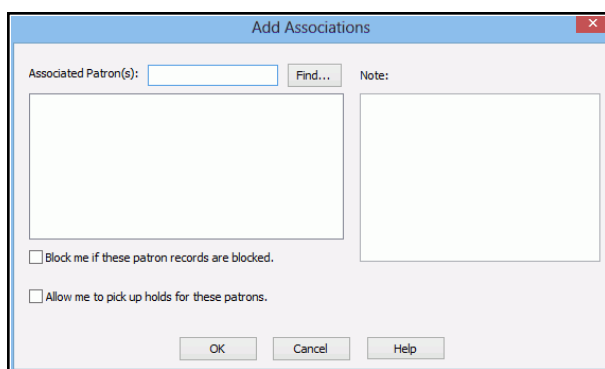 Add Associations
Associated Patron(s): Find... Note:
Block me if these patron records are blocked.
Allow me to pick up holds for these patrons.
OK Cancel Help